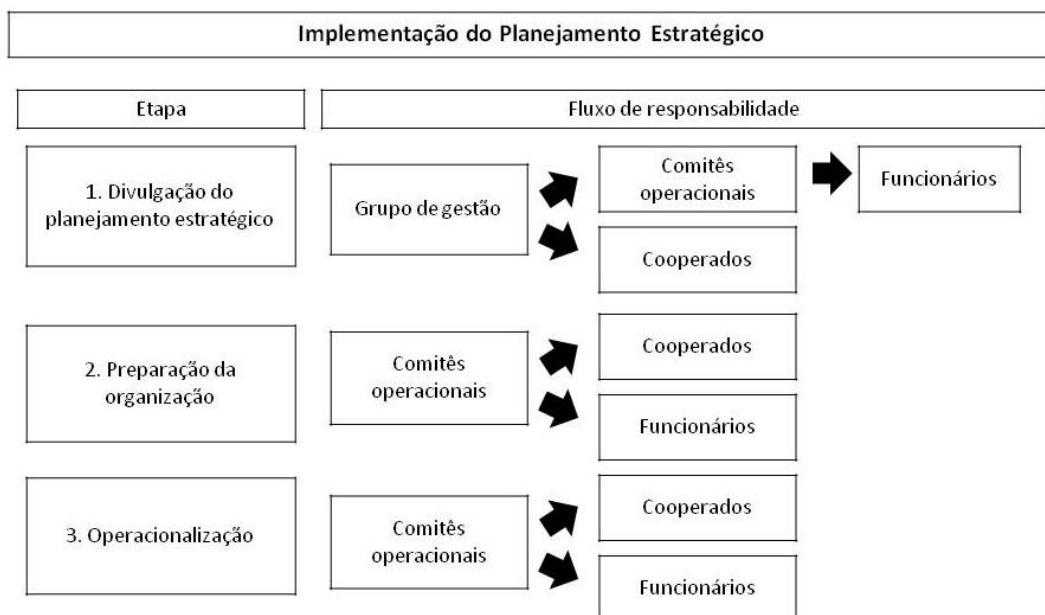 Implementação do Planejamento Estratégico
Etapa
Fluxo de responsabilidade
1. Divulgação do
planejamento estratégico
Grupo de gestão
Comitês
operacionais
Funcionários
Cooperados
2. Preparação da
organização
Comitês
operacionais
Cooperados
Funcionários
3. Operacionalização
Comitês
operacionais
Cooperados
Funcionários